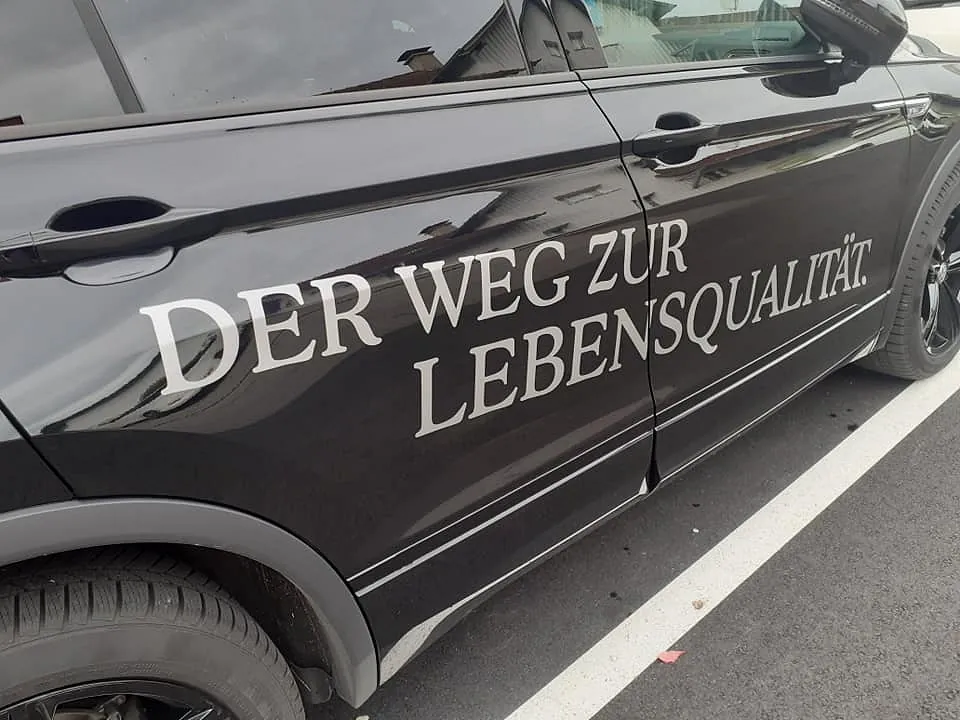 DER WEG ZUR
LEBENSQUALITÄT.